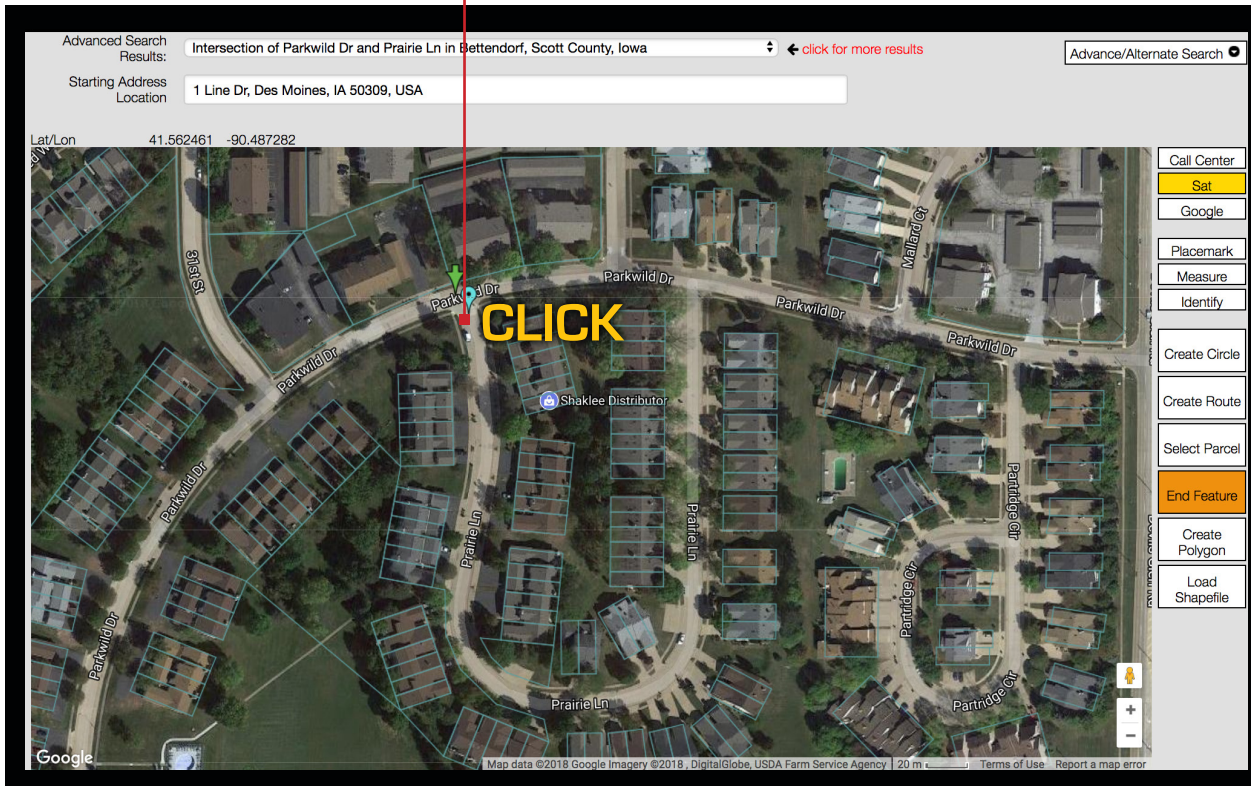 Advanced Search
Results:
Intersection of Parkwild Dr and Prairie Ln in Bettendorf, Scott County, Iowa
click for more results
Advance/Alternate Search
Starting Address
Location
1 Line Dr, Des Moines, IA 50309, USA
Lat/Lon 41.562461 -90.487282
Call Center
Sat
Google
Placemark
Measure
Identify
Create Circle
Create Route
Select Parcel
End Feature
Create
Polygon
Load
Shapefile
31st St
Mallard Ct
Parkwild Dr
Parkwild Dr
Parkwild Dr
Parkwild Dr
CLICK
Parkwild Dr
Shaklee Distributor
Parkwild Dr
Partridge Cir
Prairie Ln
Prairie Ln
Partridge Cir
Parkwild Dr
Prairie Ln
Partridge Cir
Google
Map data ©2018 Google Imagery ©2018 , DigitalGlobe, USDA Farm Service Agency
20 m
Terms of Use
Report a map error